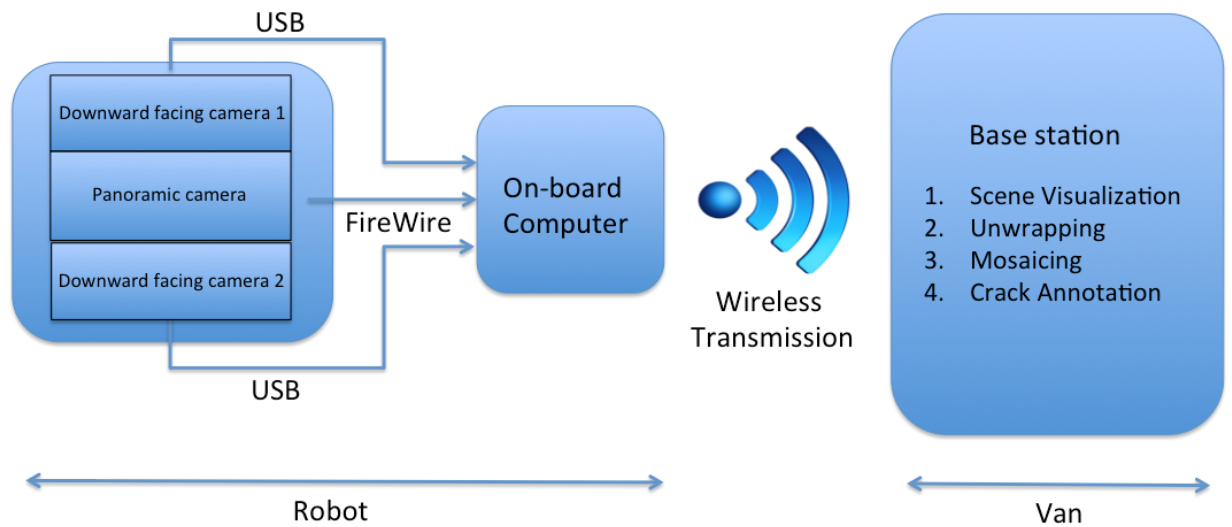 USB
Downward facing camera 1
Panoramic camera
Downward facing camera 2
FireWire
USB
On-board
Computer
Wireless
Transmission
Base station
1. Scene Visualization
2. Unwrapping
3. Mosaicing
4. Crack Annotation
Robot
Van